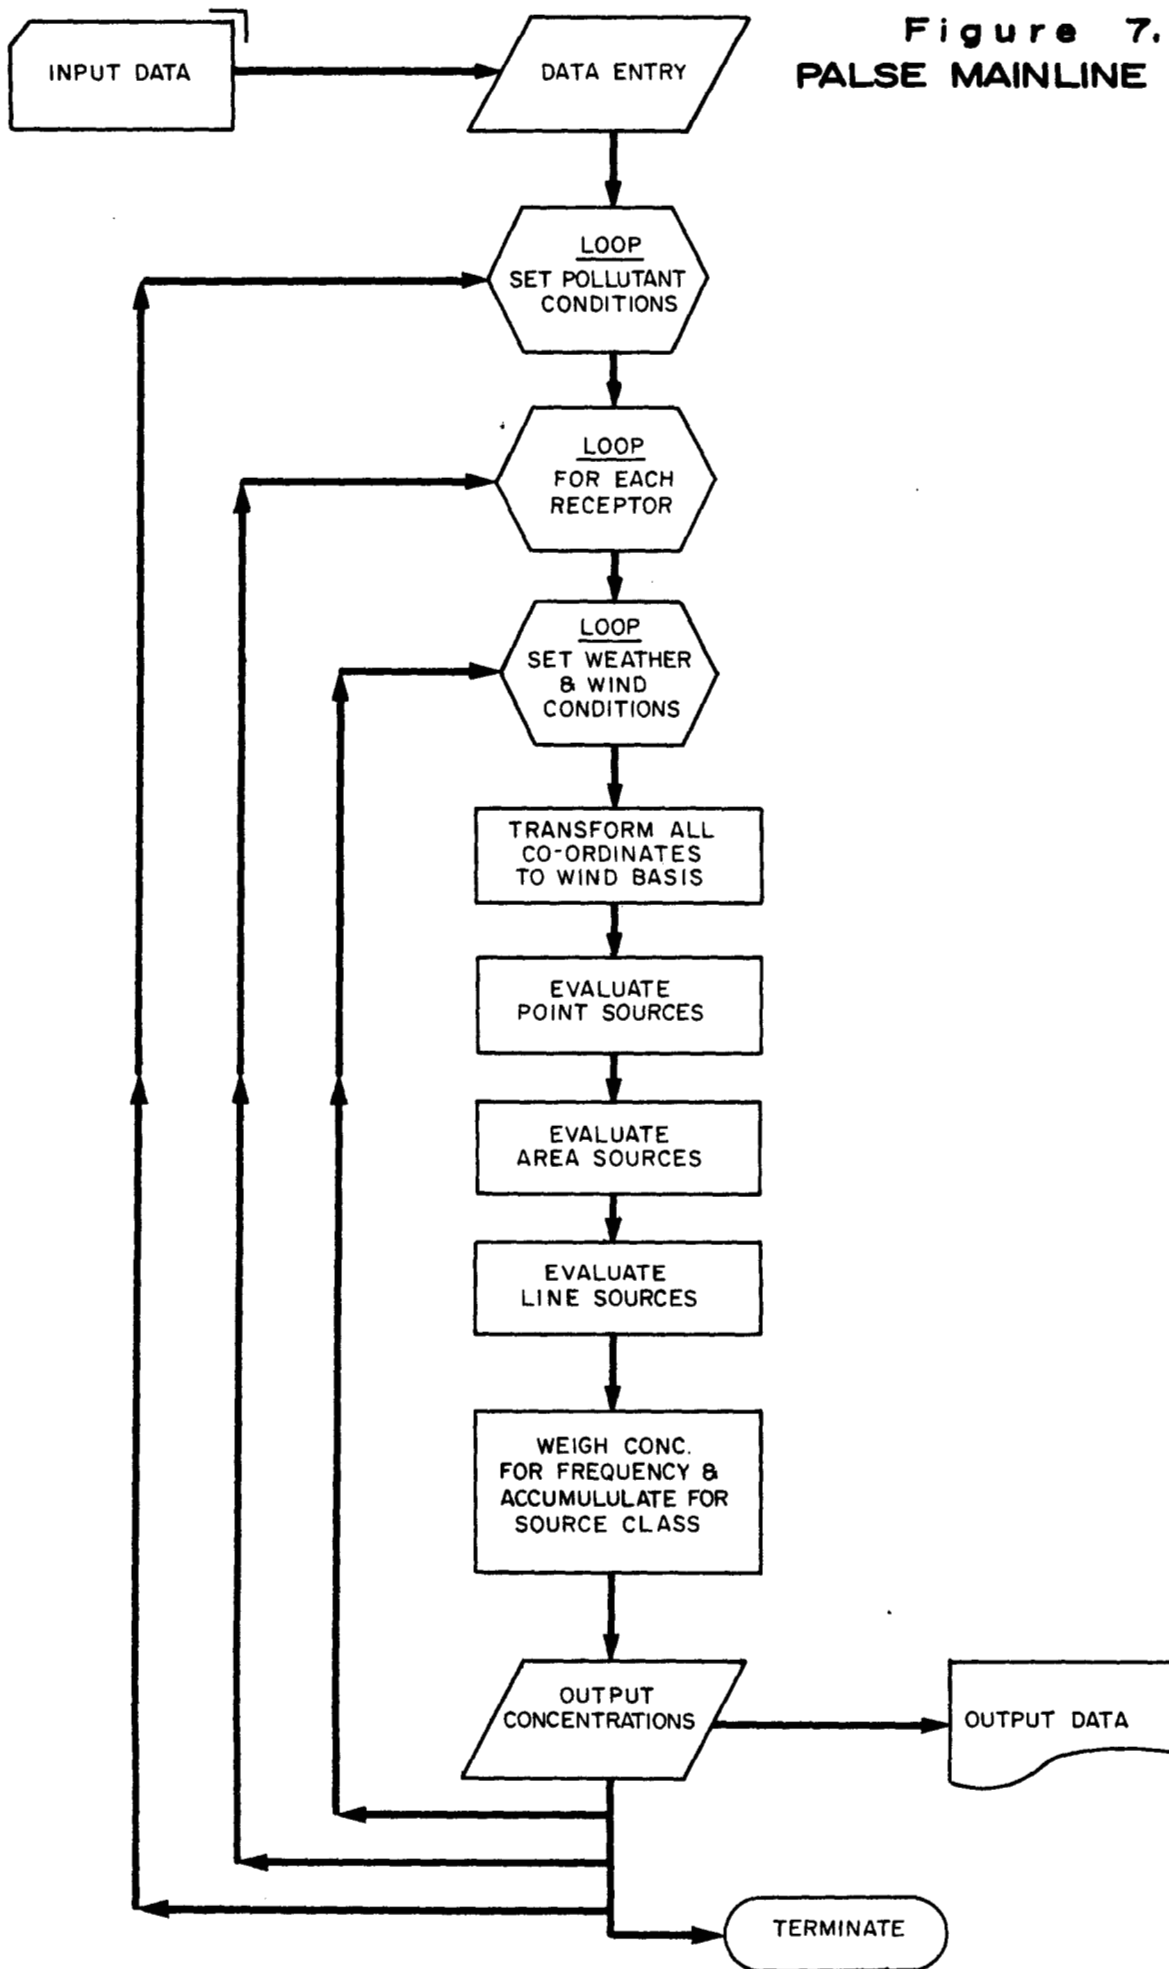 Figure 7.
PALSE MAINLINE
INPUT DATA
DATA ENTRY
LOOP
SET POLLUTANT
CONDITIONS
LOOP
FOR EACH
RECEPTOR
LOOP
SET WEATHER
& WIND
CONDITIONS
TRANSFORM ALL
CO-ORDINATES
TO WIND BASIS
EVALUATE
POINT SOURCES
EVALUATE
AREA SOURCES
EVALUATE
LINE SOURCES
WEIGH CONC.
FOR FREQUENCY &
ACCUMULULATE FOR
SOURCE CLASS
OUTPUT
CONCENTRATIONS
OUTPUT DATA
TERMINATE